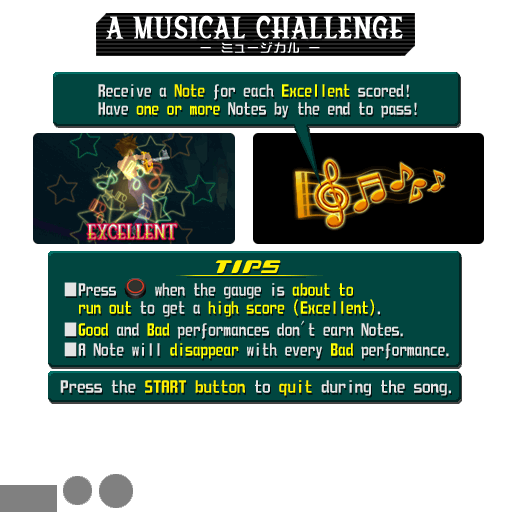 A MUSICAL CHALLENGE
— ミュージカル —
Receive a Note for each Excellent scored!
Have one or more Notes by the end to pass!
EXCELLENT
TIPS
■Press when the gauge is about to
run out to get a high score (Excellent).
■Good and Bad performances don't earn Notes.
■A Note will disappear with every Bad performance.
Press the START button to quit during the song.